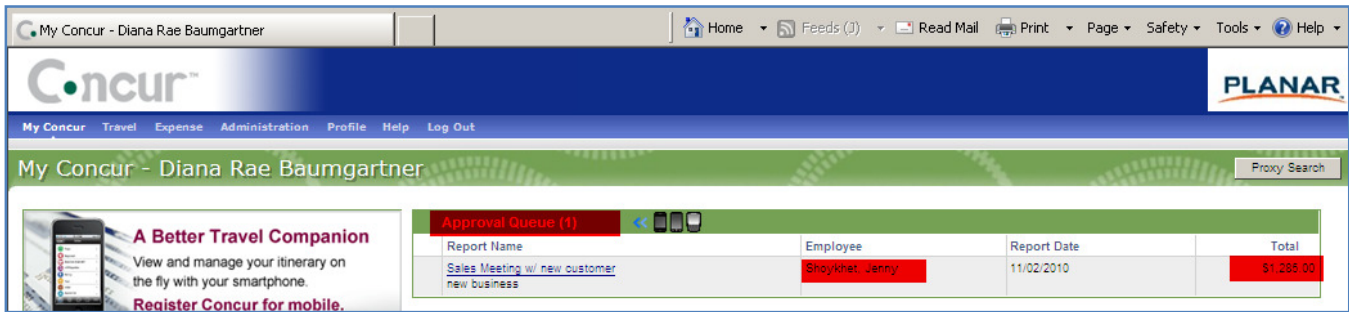 My Concur - Diana Rae Baumgartner
Home Feeds (J) Read Mail Print Page Safety Tools Help
Concur™
PLANAR
My Concur Travel Expense Administration Profile Help Log Out
My Concur - Diana Rae Baumgartner
Proxy Search
A Better Travel Companion
View and manage your itinerary on
the fly with your smartphone.
Register Concur for mobile.
Approval Queue (1)
Report Name Employee Report Date Total
Sales Meeting w/ new customer Shoykhet, Jenny 11/02/2010 $1,285.00
new business